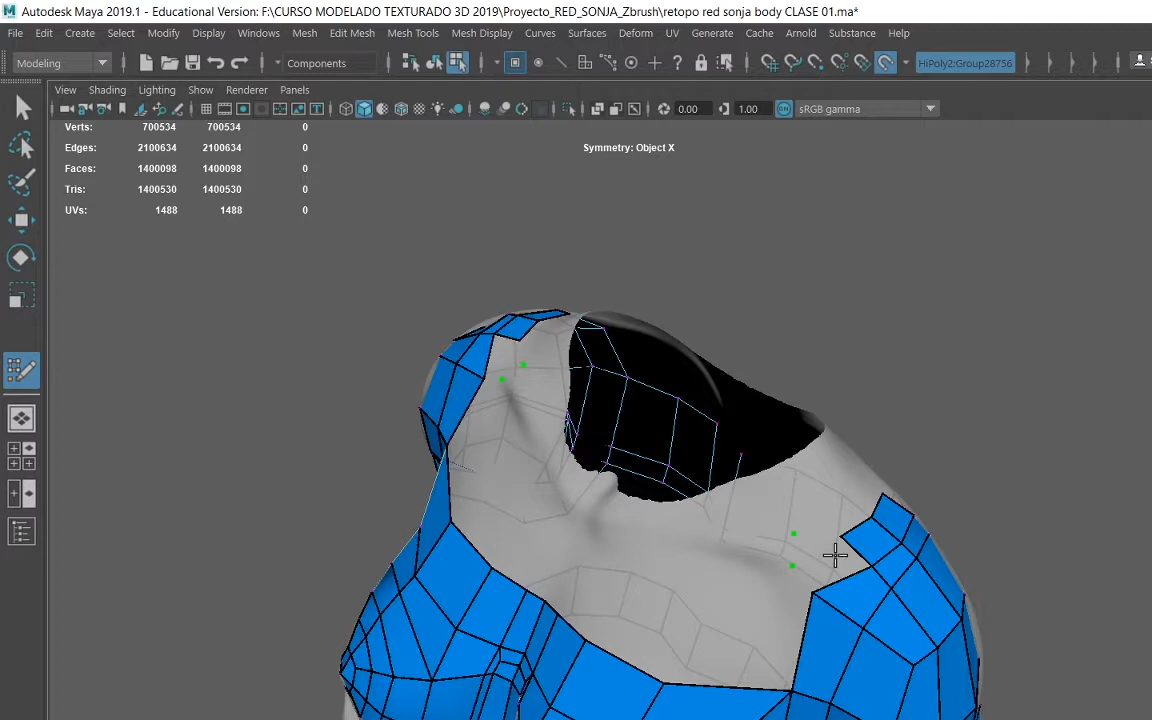 Autodesk Maya 2019.1 - Educational Version: F:\CURSO MODELADO TEXTURADO 3D 2019\Proyecto_RED_SONJA_Zbrush\retopo red sonja body CLASE 01.ma*
File Edit Create Select Modify Display Windows Mesh Edit Mesh Mesh Tools Mesh Display Curves Surfaces Deform UV Generate Cache Arnold Substance Help
Modeling Components HiPoly2:Group28756
View Shading Lighting Show Renderer Panels
0.00 1.00 ON sRGB gamma
Verts: 700534 700534 0
Edges: 2100634 2100634 0
Symmetry: Object X
Faces: 1400098 1400098 0
Tris: 1400530 1400530 0
UVs: 1488 1488 0